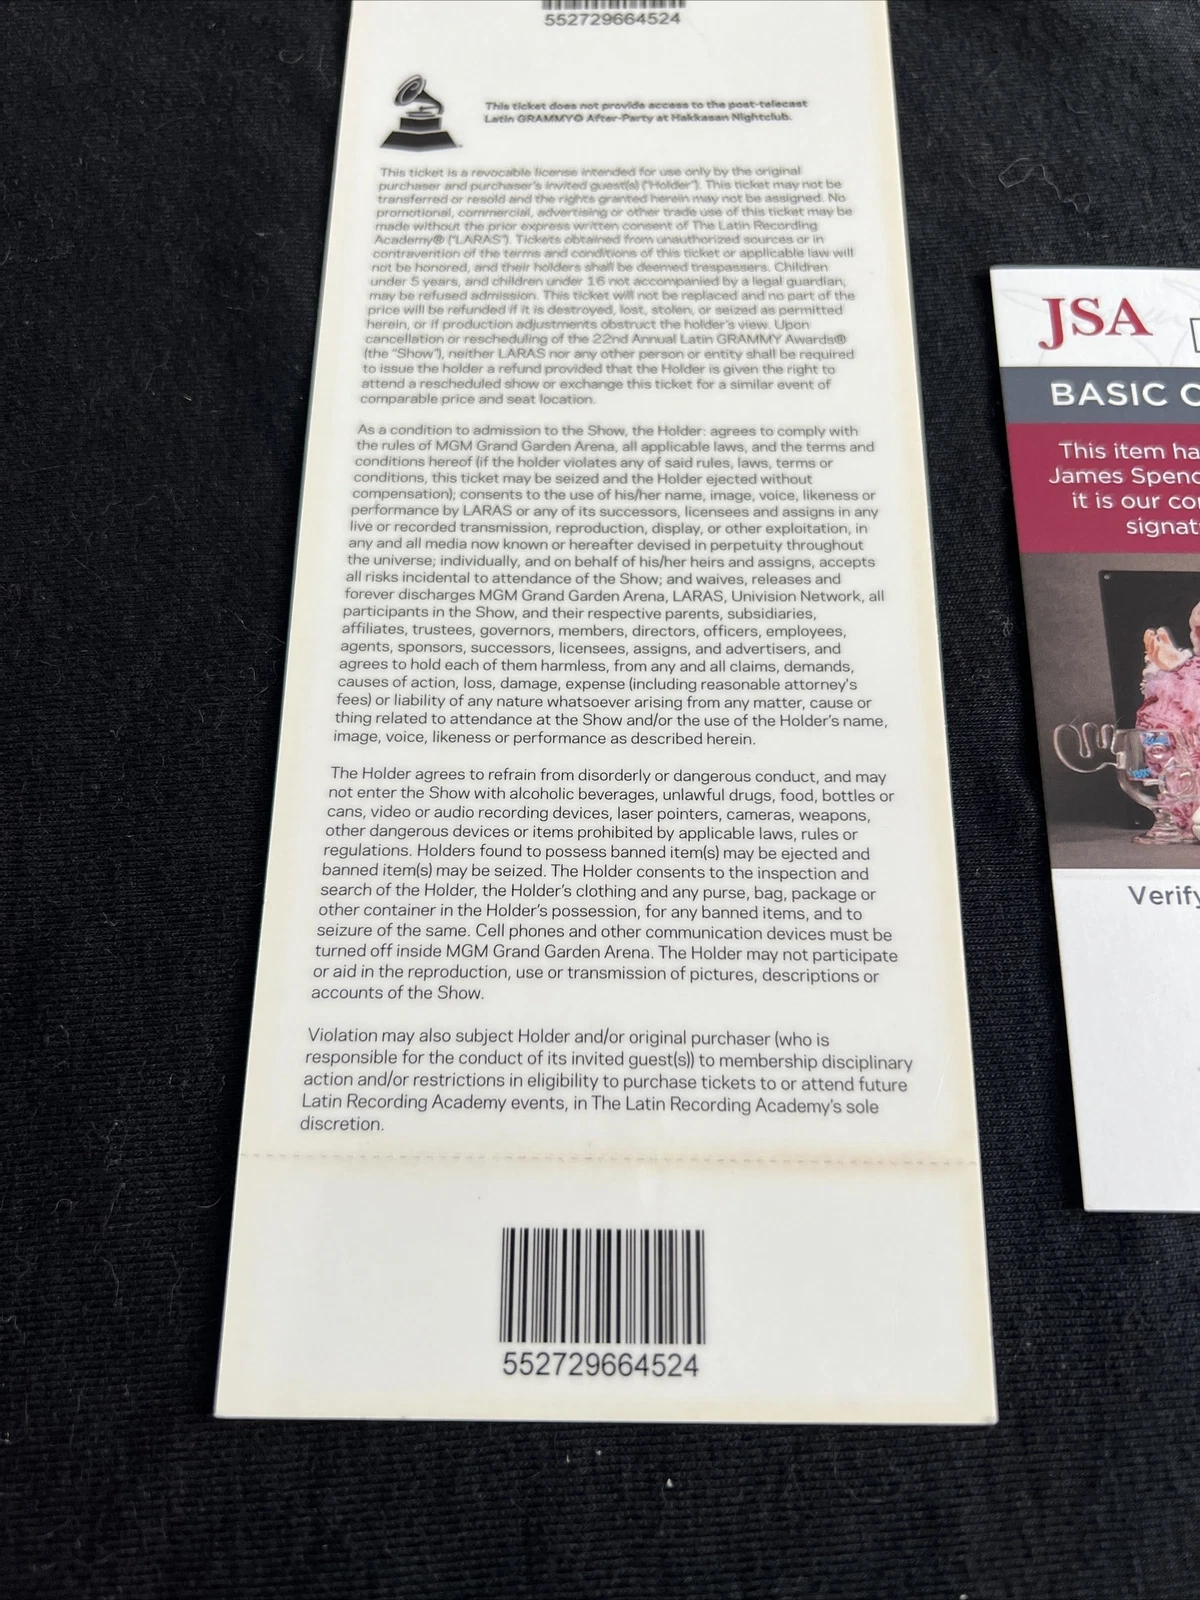 552729664524
This ticket does not provide access to the post-telecast
Latin GRAMMY® After-Party at Hakkasan Nightclub.
This ticket is a revocable license intended for use only by the original
purchaser and purchaser's invited guest(s) ("Holder"). This ticket may not be
transferred or resold and the rights granted herein may not be assigned. No
promotional, commercial, advertising or other trade use of this ticket may be
made without the prior express written consent of The Latin Recording
Academy® ("LARAS"). Tickets obtained from unauthorized sources or in
contravention of the terms and conditions of this ticket or applicable law will
not be honored, and their holders shall be deemed trespassers. Children
under 5 years, and children under 16 not accompanied by a legal guardian,
may be refused admission. This ticket will not be replaced and no part of the
price will be refunded if it is destroyed, lost, stolen, or seized as permitted
herein, or if production adjustments obstruct the holder's view. Upon
cancellation or rescheduling of the 22nd Annual Latin GRAMMY Awards®
(the "Show"), neither LARAS nor any other person or entity shall be required
to issue the holder a refund provided that the Holder is given the right to
attend a rescheduled show or exchange this ticket for a similar event of
comparable price and seat location.
As a condition to admission to the Show, the Holder: agrees to comply with
the rules of MGM Grand Garden Arena, all applicable laws, and the terms and
conditions hereof (if the holder violates any of said rules, laws, terms or
conditions, this ticket may be seized and the Holder ejected without
compensation); consents to the use of his/her name, image, voice, likeness or
performance by LARAS or any of its successors, licensees and assigns in any
live or recorded transmission, reproduction, display, or other exploitation, in
any and all media now known or hereafter devised in perpetuity throughout
the universe; individually, and on behalf of his/her heirs and assigns, accepts
all risks incidental to attendance of the Show; and waives, releases and
forever discharges MGM Grand Garden Arena, LARAS, Univision Network, all
participants in the Show, and their respective parents, subsidiaries,
affiliates, trustees, governors, members, directors, officers, employees,
agents, sponsors, successors, licensees, assigns, and advertisers, and
agrees to hold each of them harmless, from any and all claims, demands,
causes of action, loss, damage, expense (including reasonable attorney's
fees) or liability of any nature whatsoever arising from any matter, cause or
thing related to attendance at the Show and/or the use of the Holder's name,
image, voice, likeness or performance as described herein.
The Holder agrees to refrain from disorderly or dangerous conduct, and may
not enter the Show with alcoholic beverages, unlawful drugs, food, bottles or
cans, video or audio recording devices, laser pointers, cameras, weapons,
other dangerous devices or items prohibited by applicable laws, rules or
regulations. Holders found to possess banned item(s) may be ejected and
banned item(s) may be seized. The Holder consents to the inspection and
search of the Holder, the Holder's clothing and any purse, bag, package or
other container in the Holder's possession, for any banned items, and to
seizure of the same. Cell phones and other communication devices must be
turned off inside MGM Grand Garden Arena. The Holder may not participate
or aid in the reproduction, use or transmission of pictures, descriptions or
accounts of the Show.
Violation may also subject Holder and/or original purchaser (who is
responsible for the conduct of its invited guest(s)) to membership disciplinary
action and/or restrictions in eligibility to purchase tickets to or attend future
Latin Recording Academy events, in The Latin Recording Academy's sole
discretion.
552729664524
JSA
BASIC C
This item ha
James Spenc
it is our co
signat
Verify